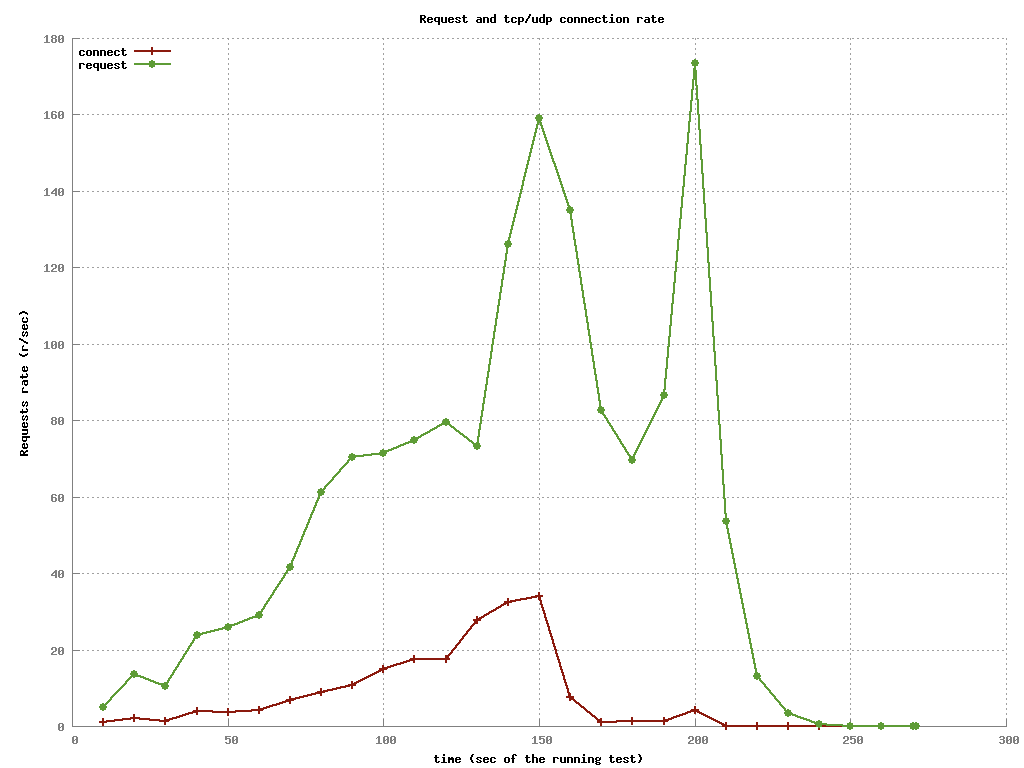 Request and tcp/udp connection rate
180
connect
request
160
140
120
100
80
60
40
20
0
Requests rate (r/sec)
0 50 100 150 200 250 300
time (sec of the running test)